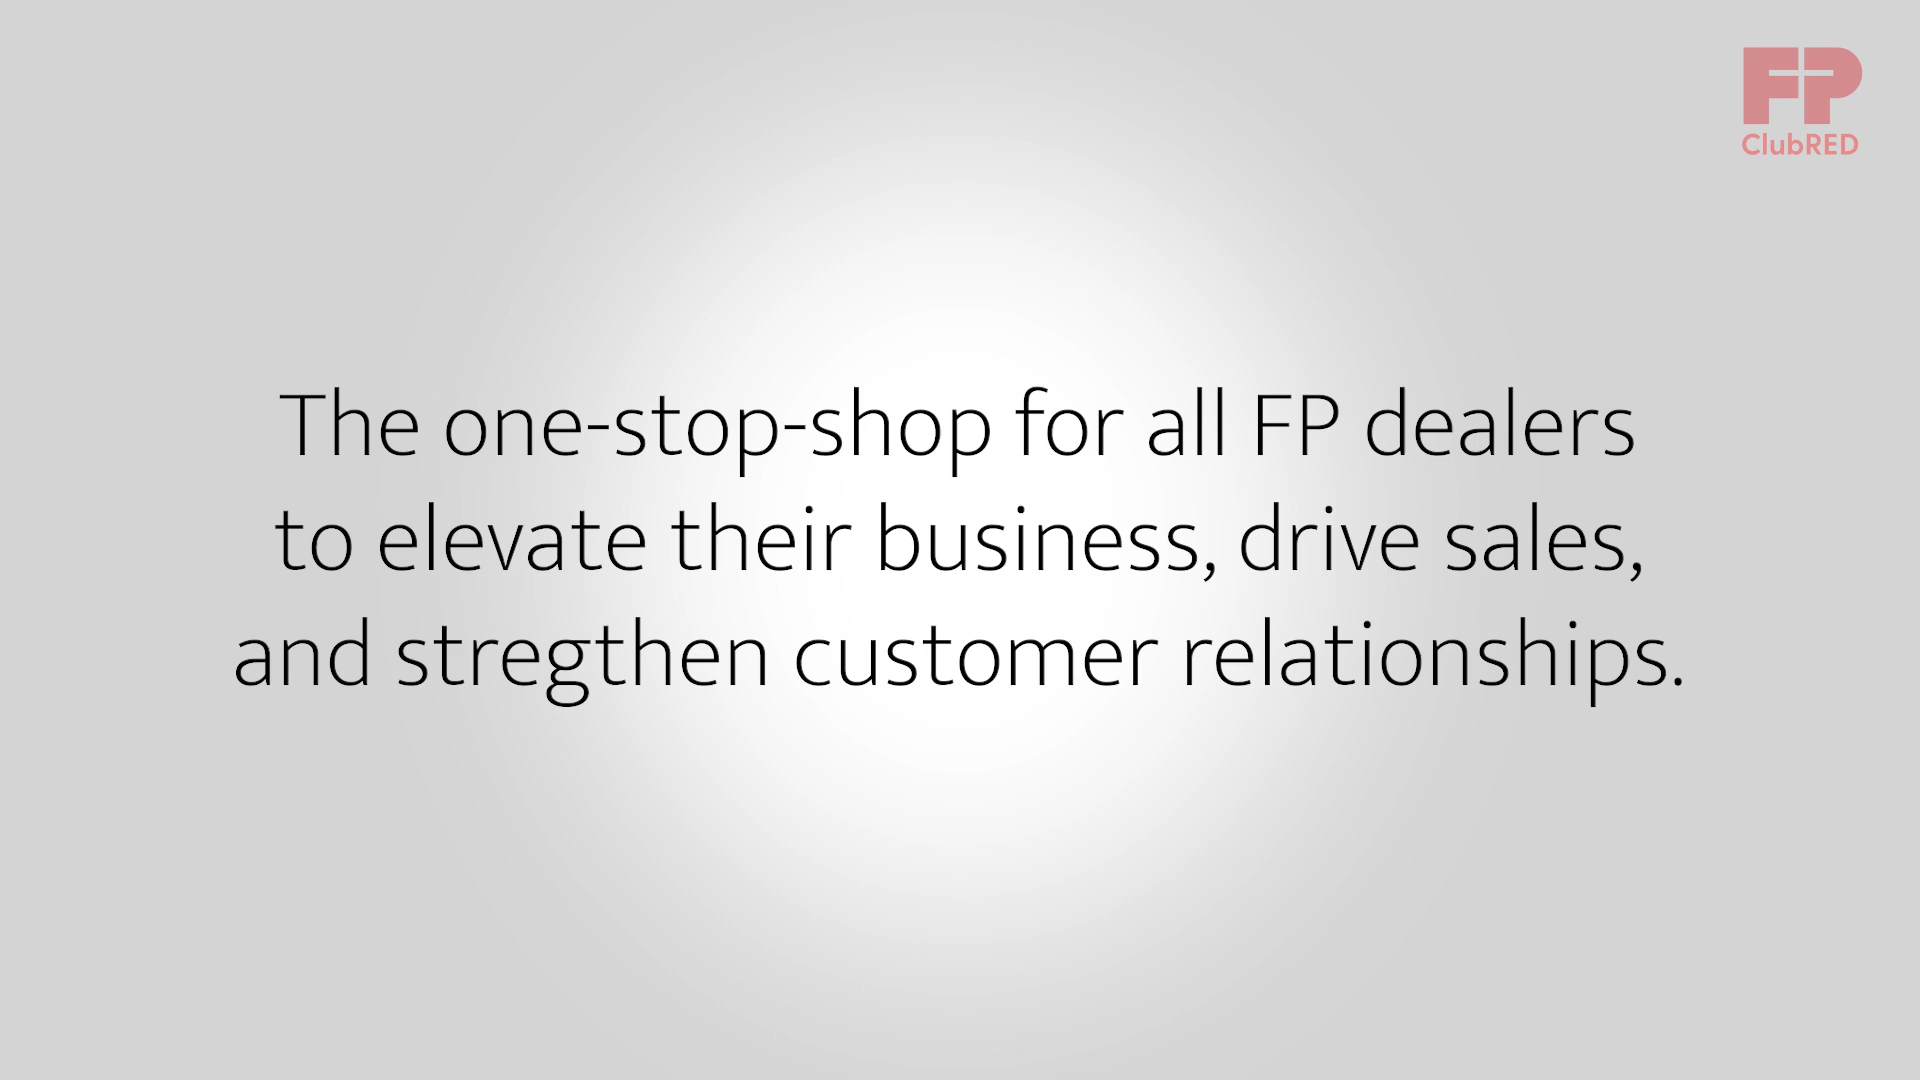 FP
ClubRED
The one-stop-shop for all FP dealers
to elevate their business, drive sales,
and stregthen customer relationships.